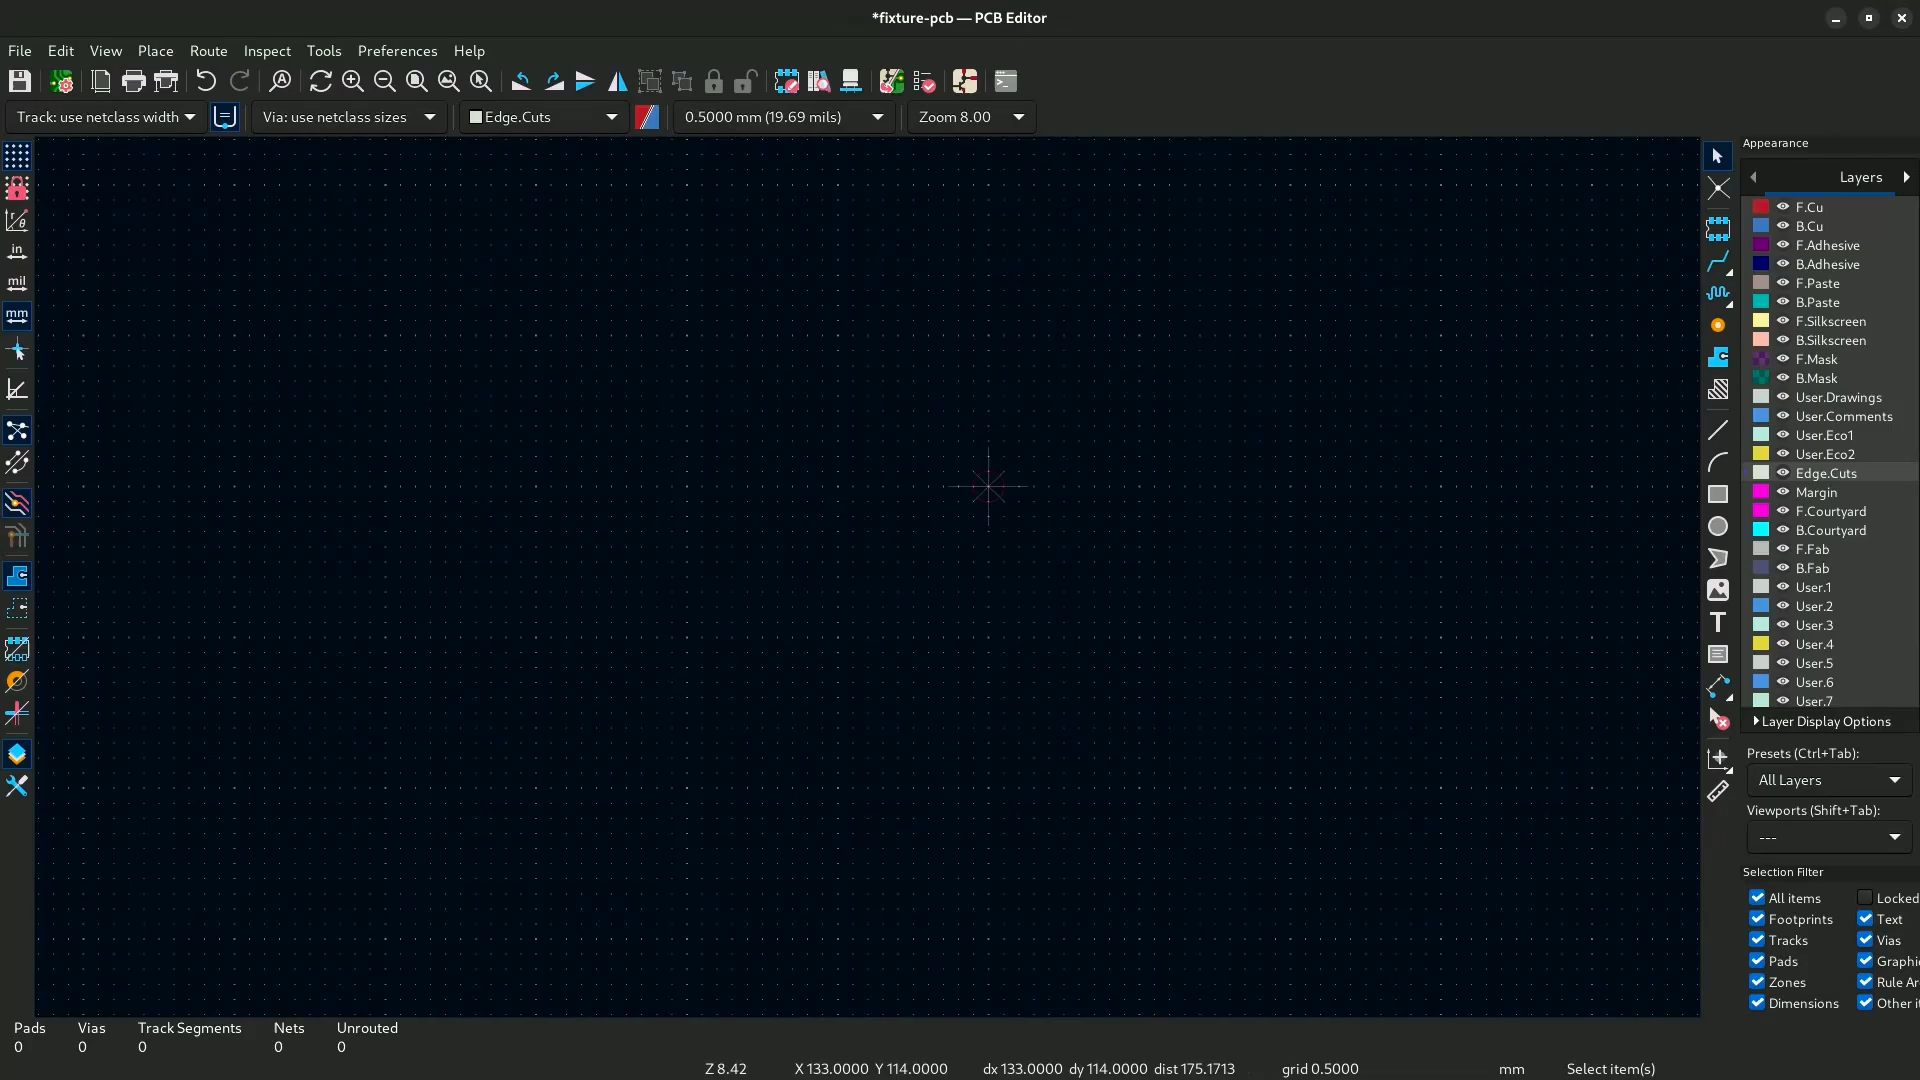 *fixture-pcb — PCB Editor
File Edit View Place Route Inspect Tools Preferences Help
Track: use netclass width Via: use netclass sizes Edge.Cuts 0.5000 mm (19.69 mils) Zoom 8.00
in
mil
mm
Appearance
Layers
F.Cu
B.Cu
F.Adhesive
B.Adhesive
F.Paste
B.Paste
F.Silkscreen
B.Silkscreen
F.Mask
B.Mask
User.Drawings
User.Comments
User.Eco1
User.Eco2
Edge.Cuts
Margin
F.Courtyard
B.Courtyard
F.Fab
B.Fab
User.1
User.2
User.3
User.4
User.5
User.6
User.7
Layer Display Options
Presets (Ctrl+Tab):
All Layers
Viewports (Shift+Tab):
---
Selection Filter
All items Locked
Footprints Text
Tracks Vias
Pads Graphi
Zones Rule Ar
Dimensions Other i
Pads Vias Track Segments Nets Unrouted
0 0 0 0 0
Z 8.42 X 133.0000 Y 114.0000 dx 133.0000 dy 114.0000 dist 175.1713 grid 0.5000 mm Select item(s)